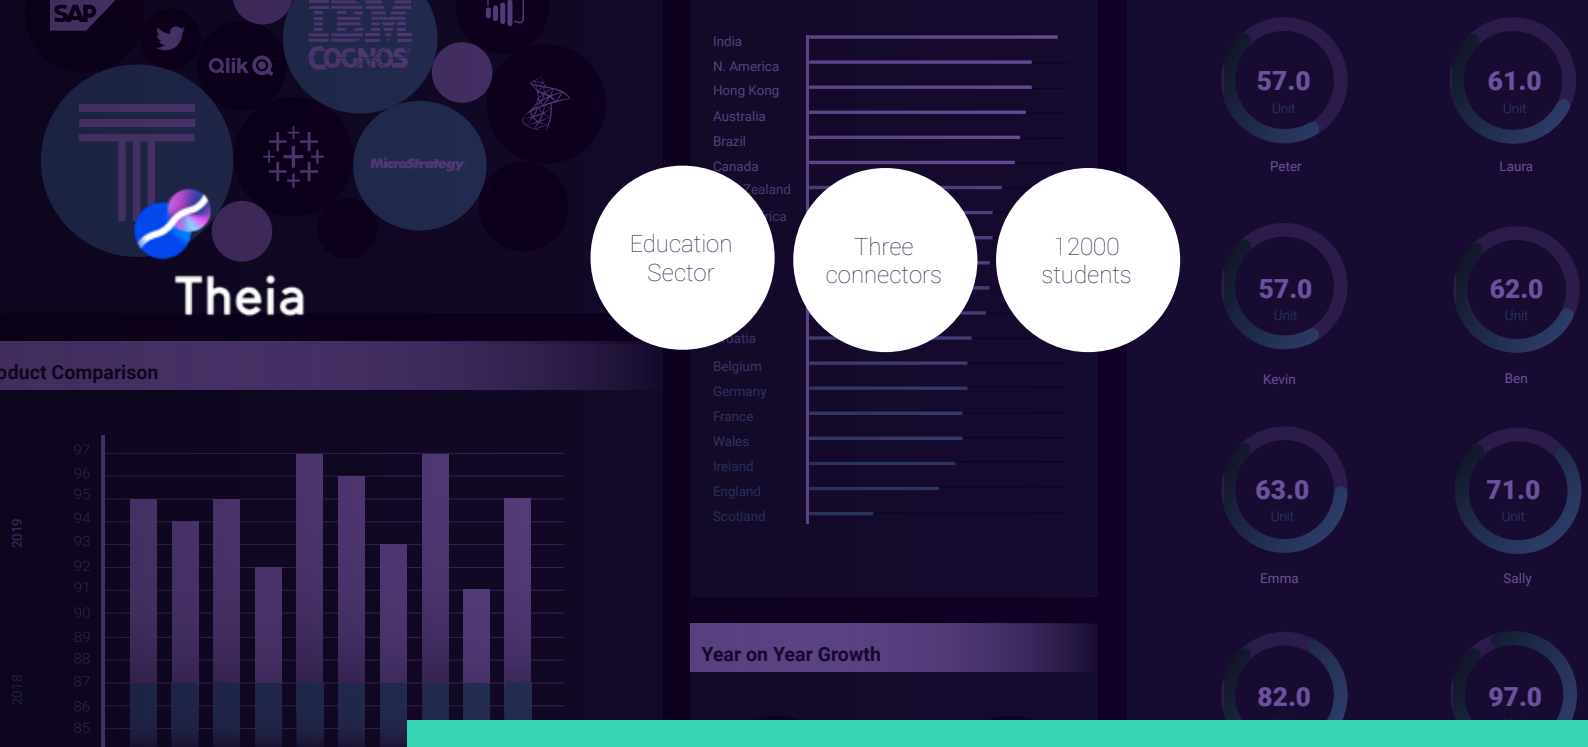 SAP
IBM
COGNOS
Qlik
MicroStrategy
Theia
Product Comparison
97
96
95
94
93
92
91
90
89
88
87
86
85
2019
2018
India
N. America
Hong Kong
Australia
Brazil
Canada
Zealand
rica
oatia
Belgium
Germany
France
Wales
Ireland
England
Scotland
Education
Sector
Three
connectors
12000
students
Year on Year Growth
57.0
Unit
Peter
61.0
Unit
Laura
57.0
Unit
Kevin
62.0
Unit
Ben
63.0
Unit
Emma
71.0
Unit
Sally
82.0
97.0